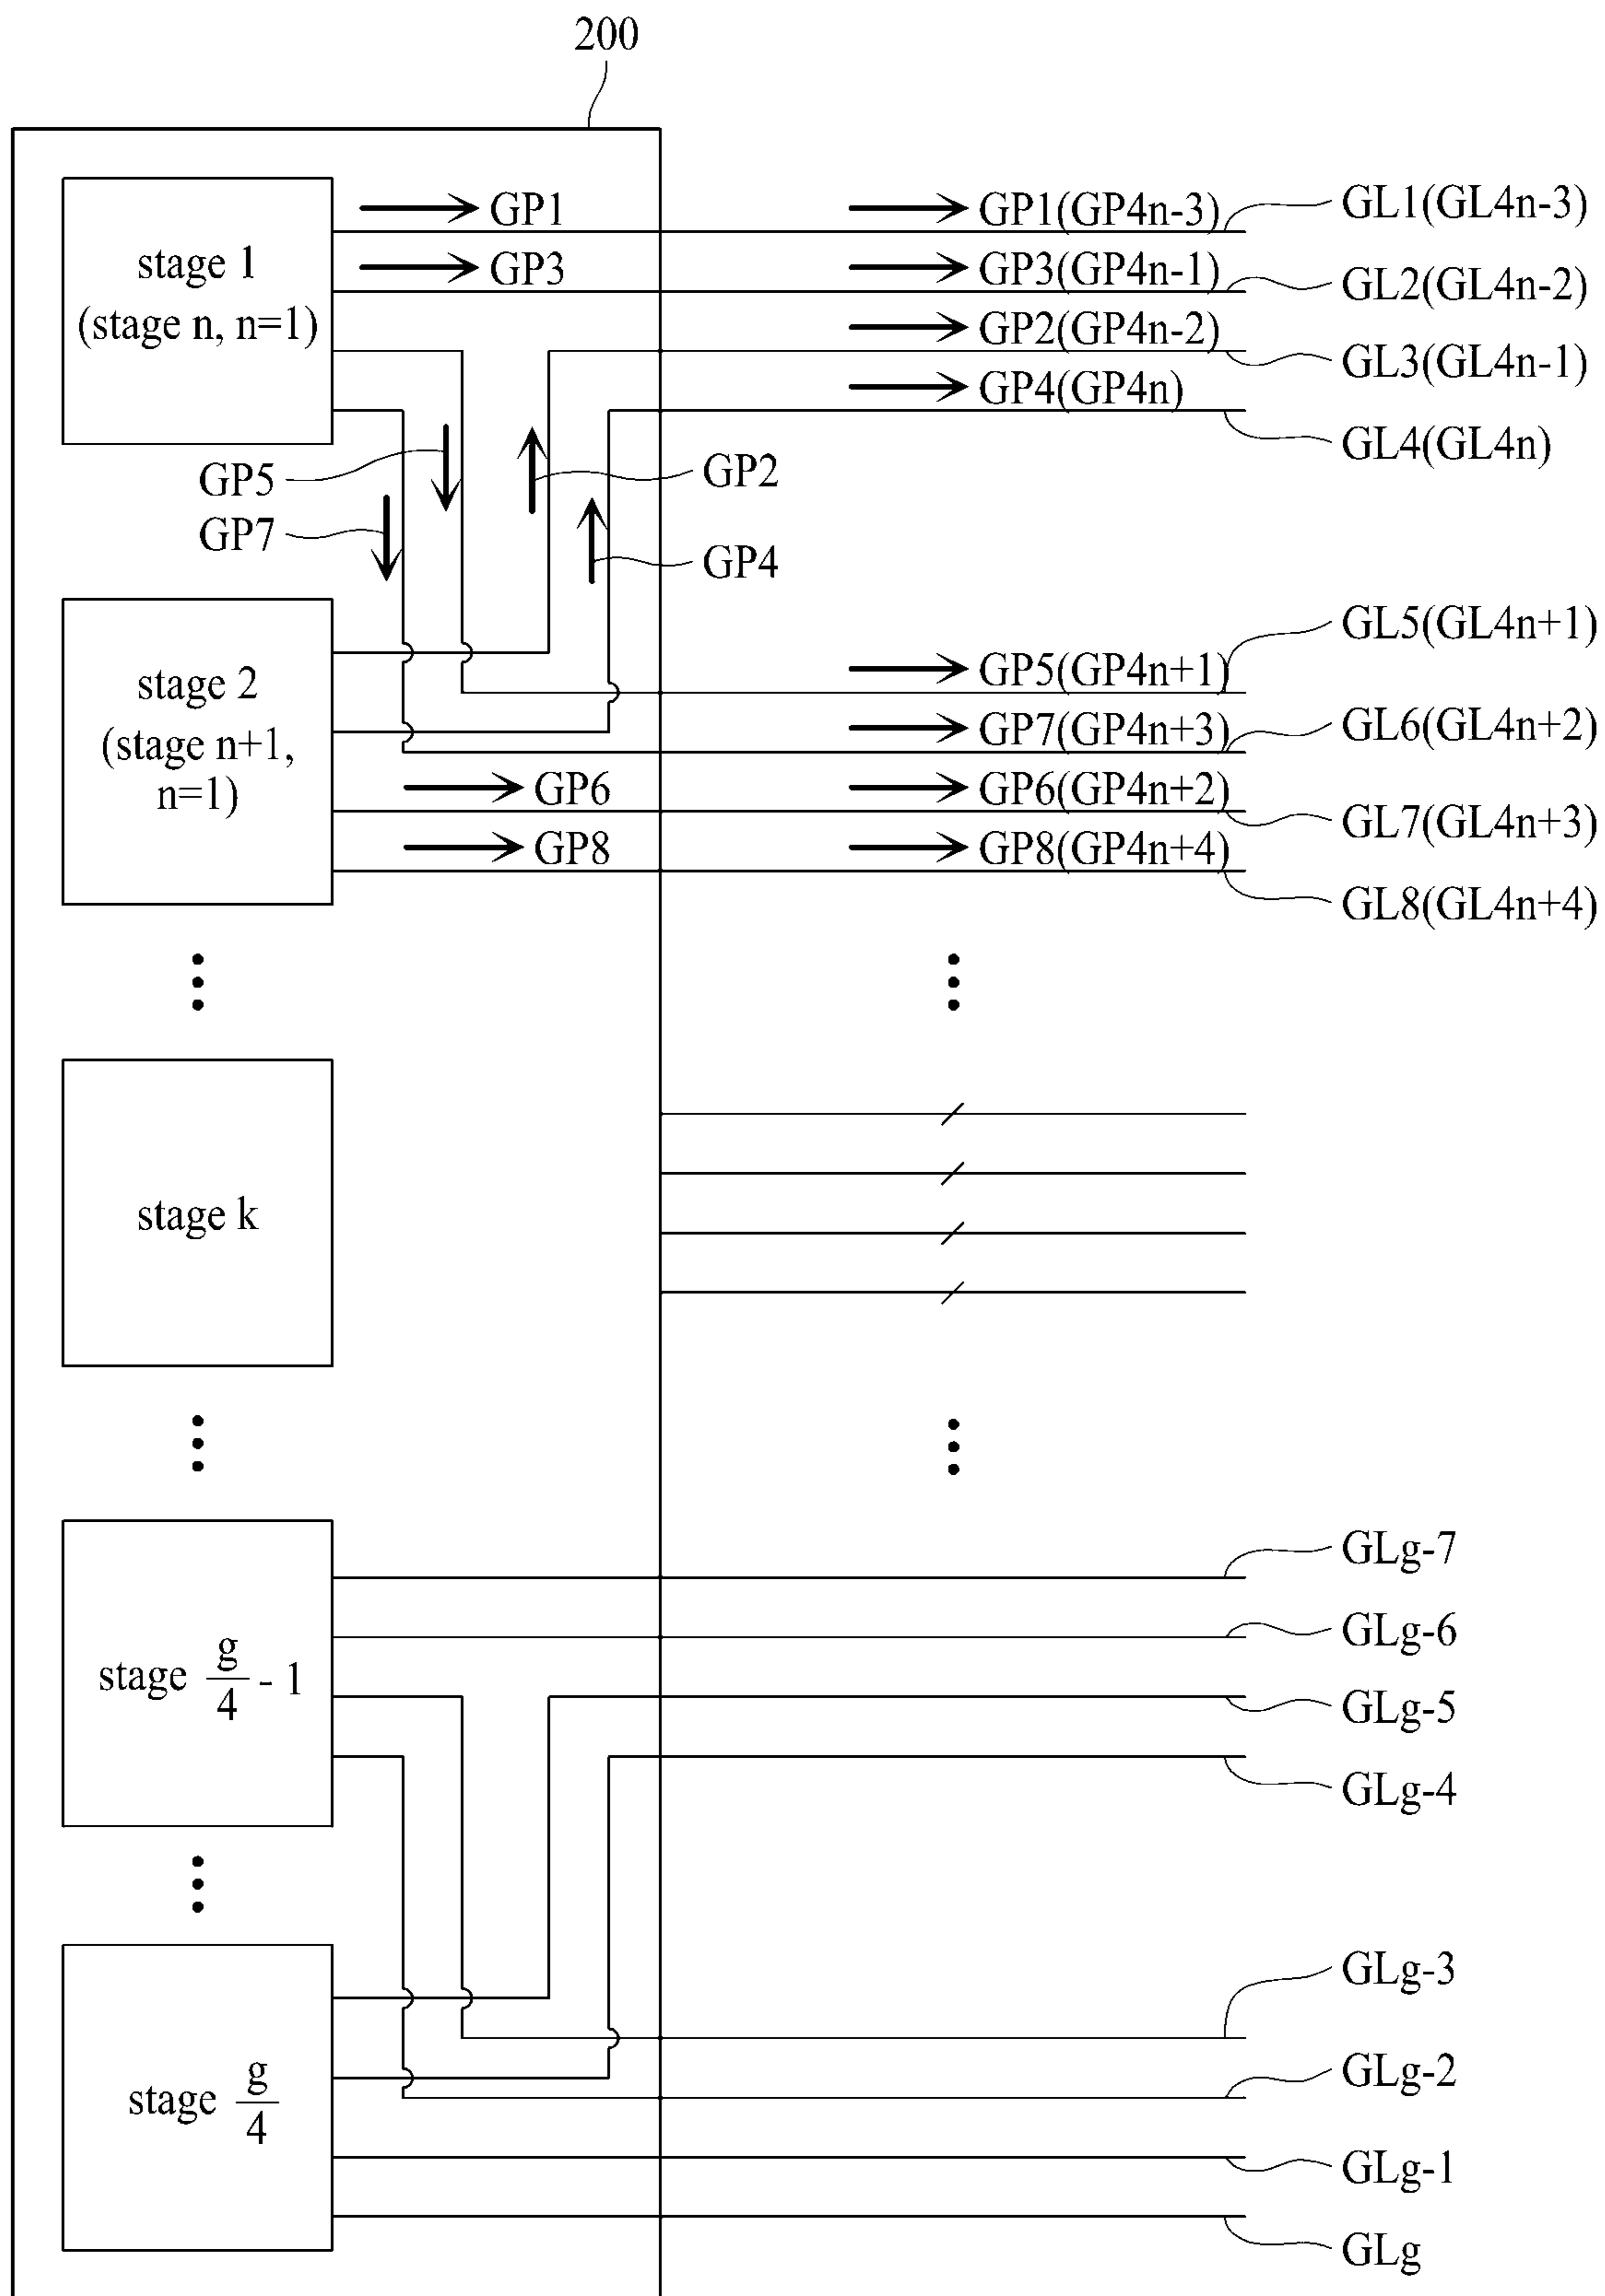 200
stage 1
(stage n, n=1)
GP1
GP3
GP1(GP4n-3)
GP3(GP4n-1)
GP2(GP4n-2)
GP4(GP4n)
GL1(GL4n-3)
GL2(GL4n-2)
GL3(GL4n-1)
GL4(GL4n)
GP5
GP7
GP2
GP4
stage 2
(stage n+1,
n=1)
GP6
GP8
GP5(GP4n+1)
GP7(GP4n+3)
GP6(GP4n+2)
GP8(GP4n+4)
GL5(GL4n+1)
GL6(GL4n+2)
GL7(GL4n+3)
GL8(GL4n+4)
stage k
stage g/4 - 1
GLg-7
GLg-6
GLg-5
GLg-4
stage g/4
GLg-3
GLg-2
GLg-1
GLg